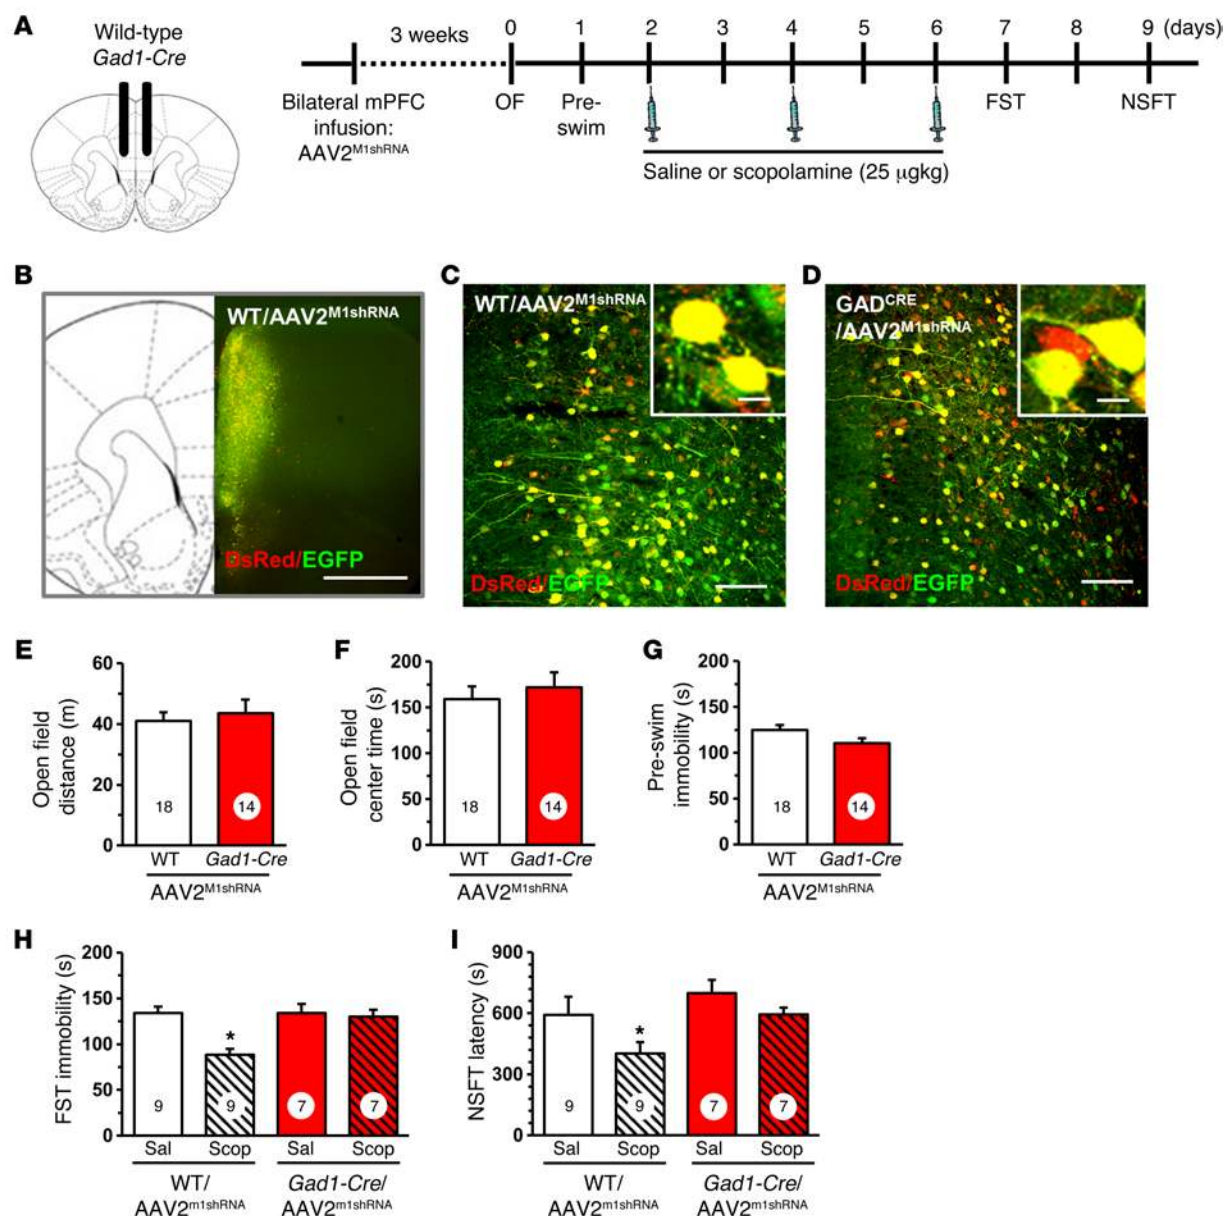 A
Wild-type
Gad1-Cre
3 weeks
0 1 2 3 4 5 6 7 8 9 (days)
Bilateral mPFC
infusion:
AAV2M1shRNA
OF
Pre-
swim
FST
NSFT
Saline or scopolamine (25 µgkg)
B
WT/AAV2M1shRNA
DsRed/EGFP
C
WT/AAV2M1shRNA
DsRed/EGFP
D
GADCRE
/AAV2M1shRNA
DsRed/EGFP
E
Open field
distance (m)
60
40
20
0
18
14
WT Gad1-Cre
AAV2M1shRNA
F
Open field
center time (s)
200
150
100
50
0
18
14
WT Gad1-Cre
AAV2M1shRNA
G
Pre-swim
immobility (s)
200
150
100
50
0
18
14
WT Gad1-Cre
AAV2M1shRNA
H
FST immobility (s)
200
150
100
50
0
*
9 9 7 7
Sal Scop Sal Scop
WT/
AAV2m1shRNA
Gad1-Cre/
AAV2m1shRNA
I
NSFT latency (s)
900
600
300
0
*
9 9 7 7
Sal Scop Sal Scop
WT/
AAV2m1shRNA
Gad1-Cre/
AAV2m1shRNA